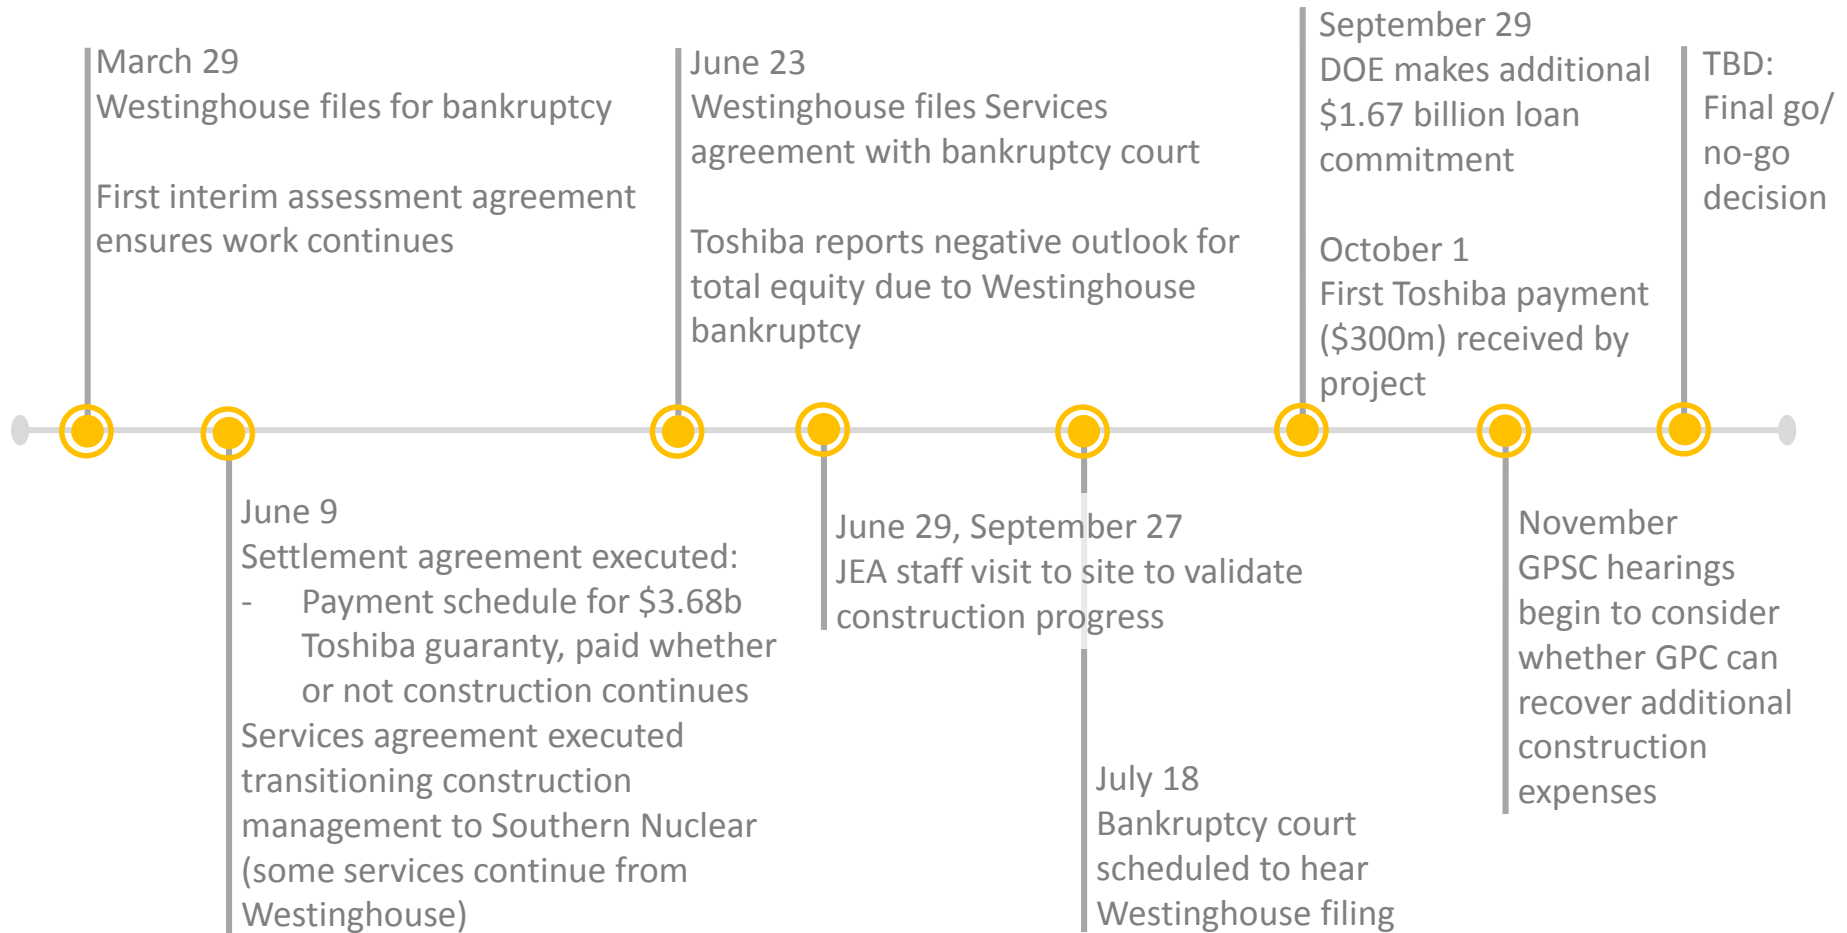 March 29
Westinghouse files for bankruptcy
First interim assessment agreement
ensures work continues
June 9
Settlement agreement executed:
- Payment schedule for $3.68b
Toshiba guaranty, paid whether
or not construction continues
Services agreement executed
transitioning construction
management to Southern Nuclear
(some services continue from
Westinghouse)
June 23
Westinghouse files Services
agreement with bankruptcy court
Toshiba reports negative outlook for
total equity due to Westinghouse
bankruptcy
June 29, September 27
JEA staff visit to site to validate
construction progress
July 18
Bankruptcy court
scheduled to hear
Westinghouse filing
September 29
DOE makes additional
$1.67 billion loan
commitment
October 1
First Toshiba payment
($300m) received by
project
November
GPSC hearings
begin to consider
whether GPC can
recover additional
construction
expenses
TBD:
Final go/
no-go
decision